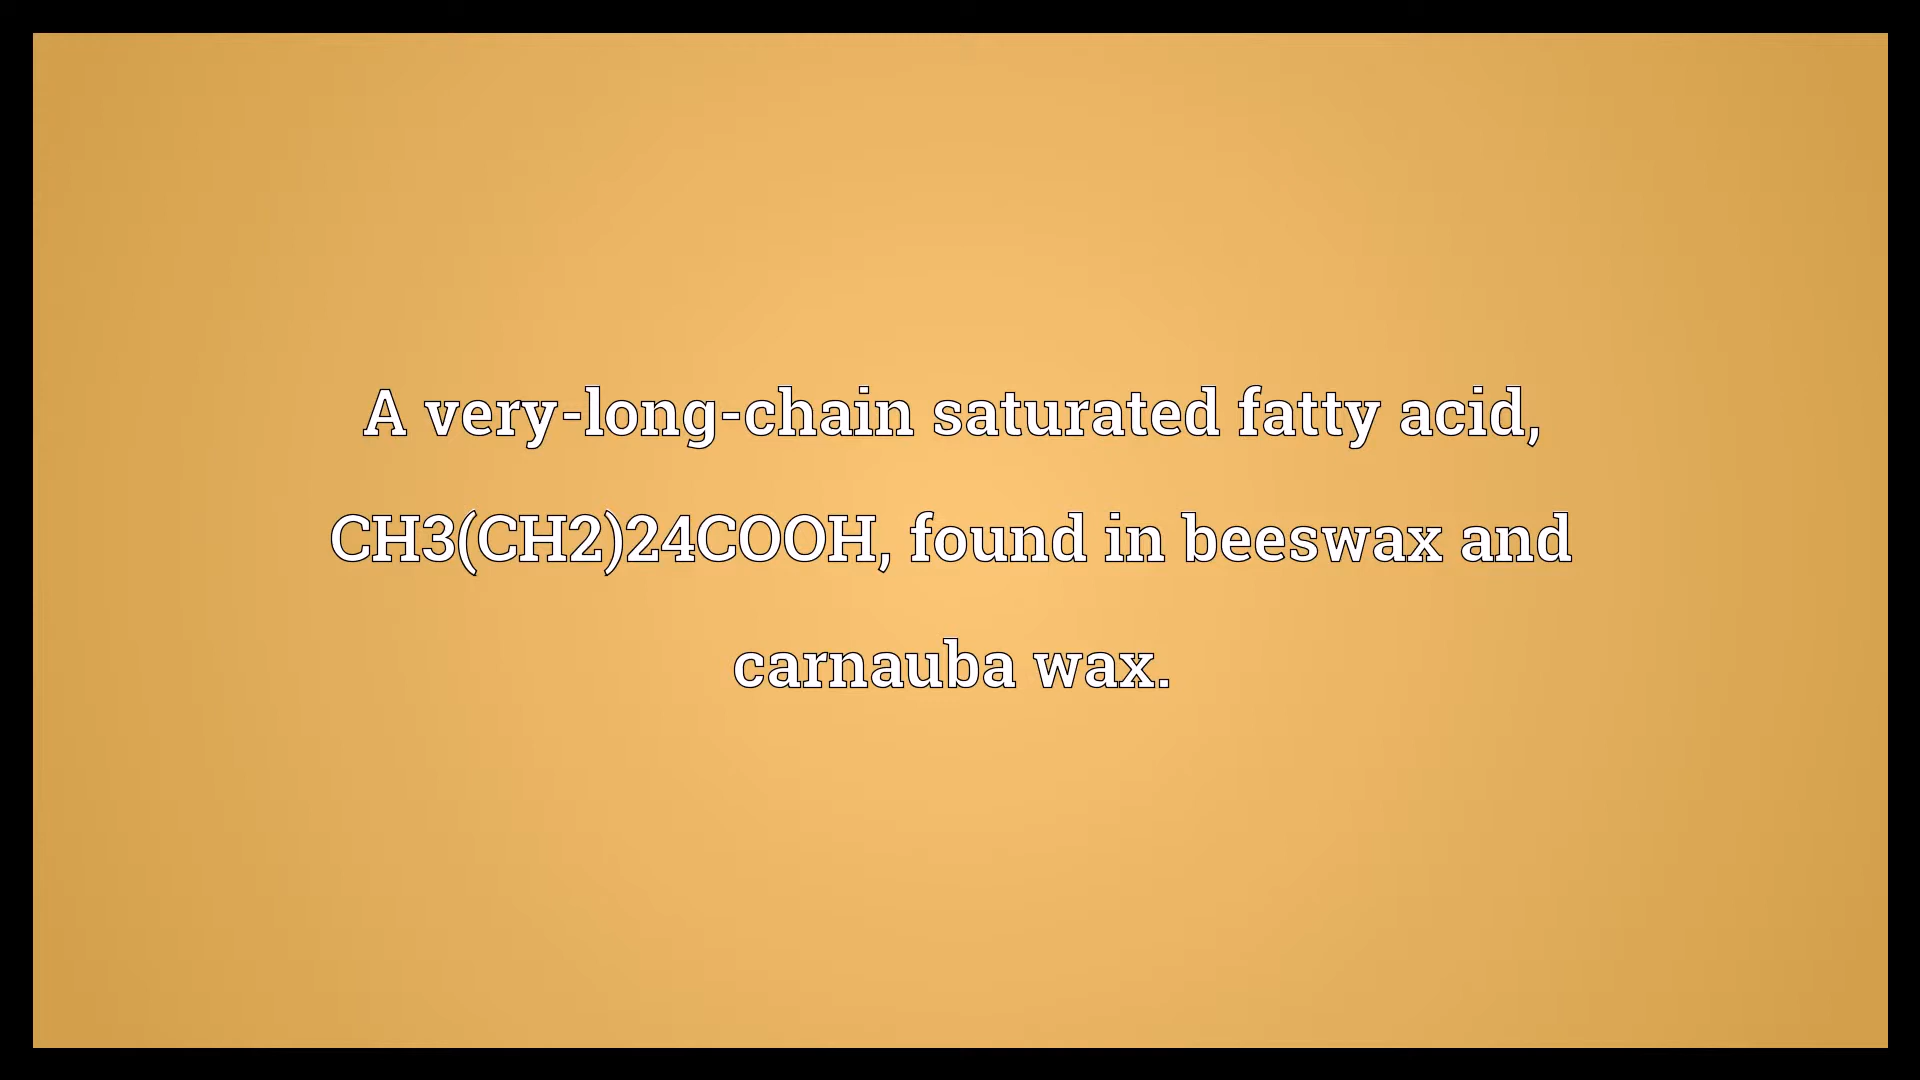 A very-long-chain saturated fatty acid,
CH3(CH2)24COOH, found in beeswax and
carnauba wax.